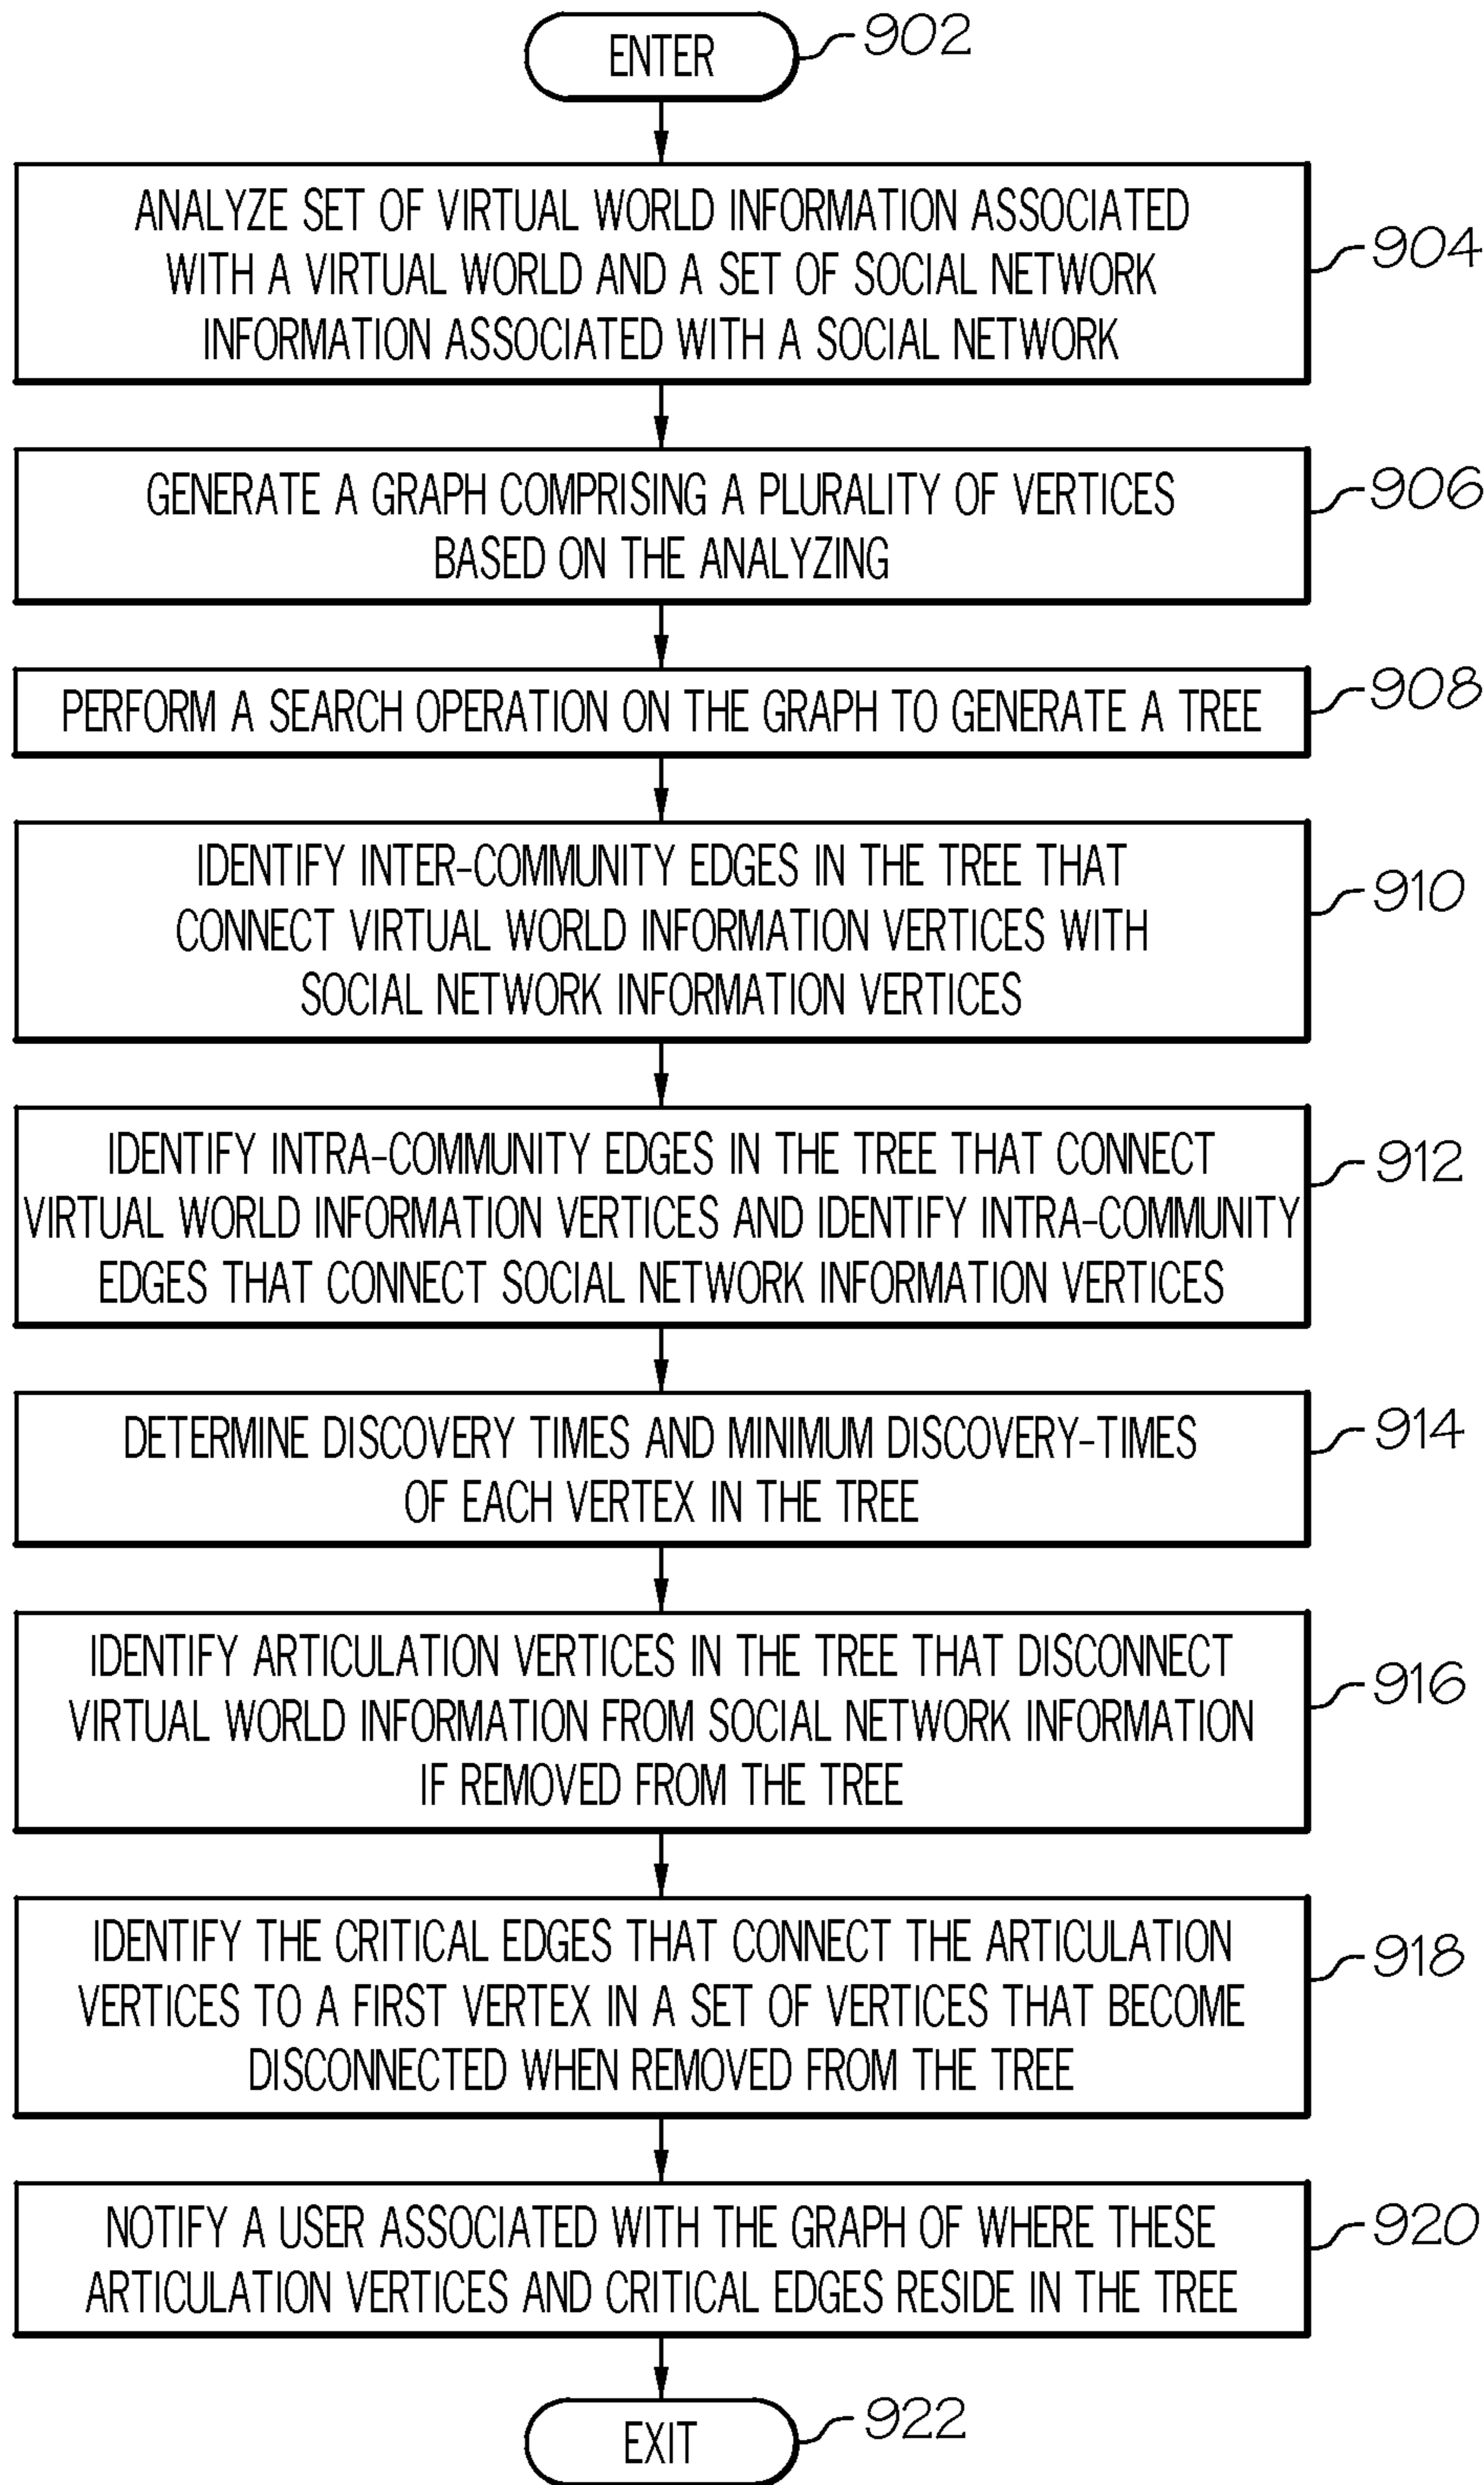 ENTER
902
ANALYZE SET OF VIRTUAL WORLD INFORMATION ASSOCIATED
WITH A VIRTUAL WORLD AND A SET OF SOCIAL NETWORK
INFORMATION ASSOCIATED WITH A SOCIAL NETWORK
904
GENERATE A GRAPH COMPRISING A PLURALITY OF VERTICES
BASED ON THE ANALYZING
906
PERFORM A SEARCH OPERATION ON THE GRAPH TO GENERATE A TREE
908
IDENTIFY INTER-COMMUNITY EDGES IN THE TREE THAT
CONNECT VIRTUAL WORLD INFORMATION VERTICES WITH
SOCIAL NETWORK INFORMATION VERTICES
910
IDENTIFY INTRA-COMMUNITY EDGES IN THE TREE THAT CONNECT
VIRTUAL WORLD INFORMATION VERTICES AND IDENTIFY INTRA-COMMUNITY
EDGES THAT CONNECT SOCIAL NETWORK INFORMATION VERTICES
912
DETERMINE DISCOVERY TIMES AND MINIMUM DISCOVERY-TIMES
OF EACH VERTEX IN THE TREE
914
IDENTIFY ARTICULATION VERTICES IN THE TREE THAT DISCONNECT
VIRTUAL WORLD INFORMATION FROM SOCIAL NETWORK INFORMATION
IF REMOVED FROM THE TREE
916
IDENTIFY THE CRITICAL EDGES THAT CONNECT THE ARTICULATION
VERTICES TO A FIRST VERTEX IN A SET OF VERTICES THAT BECOME
DISCONNECTED WHEN REMOVED FROM THE TREE
918
NOTIFY A USER ASSOCIATED WITH THE GRAPH OF WHERE THESE
ARTICULATION VERTICES AND CRITICAL EDGES RESIDE IN THE TREE
920
EXIT
922